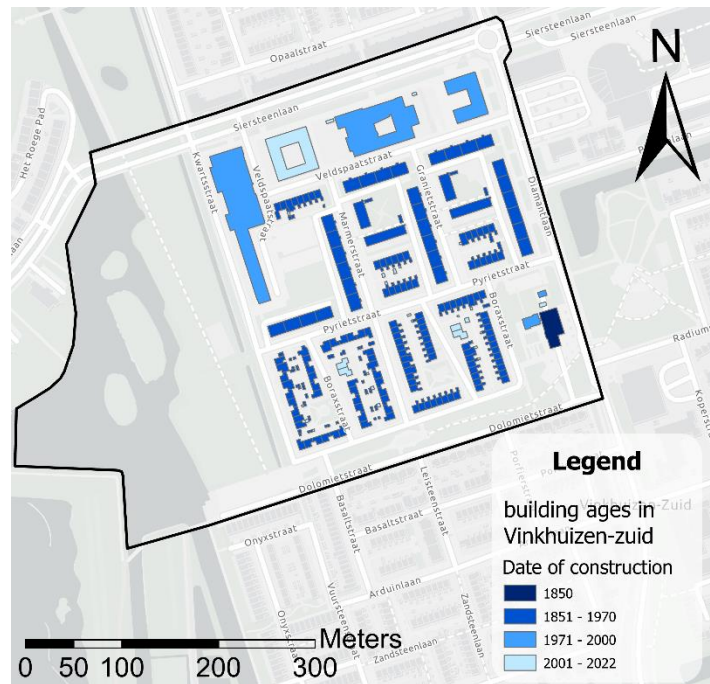 Siersteenlaan
Opaalstraat
Siersteenlaan
N
Het Roege Pad
Siersteenlaan
Kwartsstraat
Veldspaatstraat
Veldspaatstraat
Granietstraat
Diamantlaan
Marmerstraat
Pyrietstraat
Pyrietstraat
Boraxstraat
Radiums
Koperstr
Boraxstraat
Dolomietstraat
Dolomietstraat
Porfierstraat
Leisteenstraat
Basaltstraat
Basaltstraat
Vinkhuizen-Zuid
Onyxstraat
Arduinlaan
Vuursteenstraat
Onyxstraat
Zandsteenlaan
Zandsteenlaan
Legend
building ages in
Vinkhuizen-zuid
Date of construction
1850
1851 - 1970
1971 - 2000
2001 - 2022
Meters
0 50 100 200 300